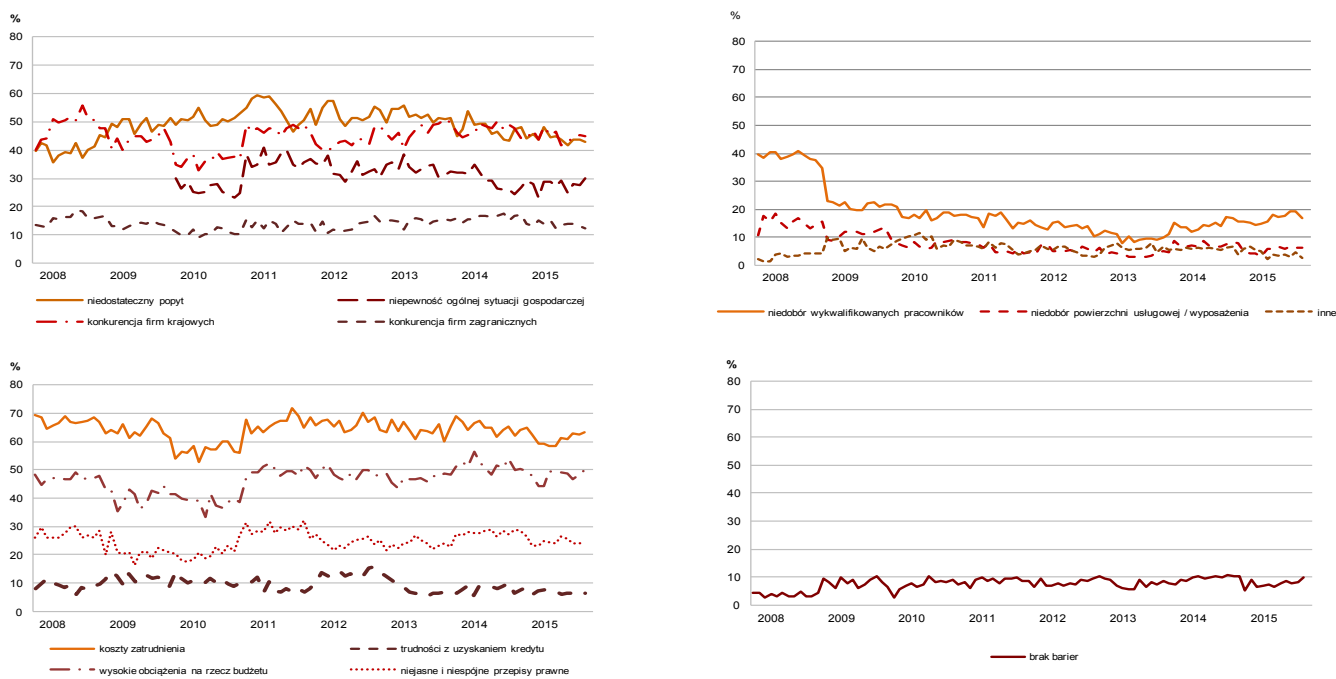 %
80
70
60
50
40
30
20
10
0
2008 2009 2010 2011 2012 2013 2014 2015
niedostateczny popyt
niepewność ogólnej sytuacji gospodarczej
konkurencja firm krajowych
konkurencja firm zagranicznych
%
80
70
60
50
40
30
20
10
0
2008 2009 2010 2011 2012 2013 2014 2015
niedobór wykwalifikowanych pracowników
niedobór powierzchni usługowej / wyposażenia
inne
%
80
70
60
50
40
30
20
10
0
2008 2009 2010 2011 2012 2013 2014 2015
koszty zatrudnienia
trudności z uzyskaniem kredytu
wysokie obciążenia na rzecz budżetu
niejasne i niespójne przepisy prawne
%
80
70
60
50
40
30
20
10
0
2008 2009 2010 2011 2012 2013 2014 2015
brak barier